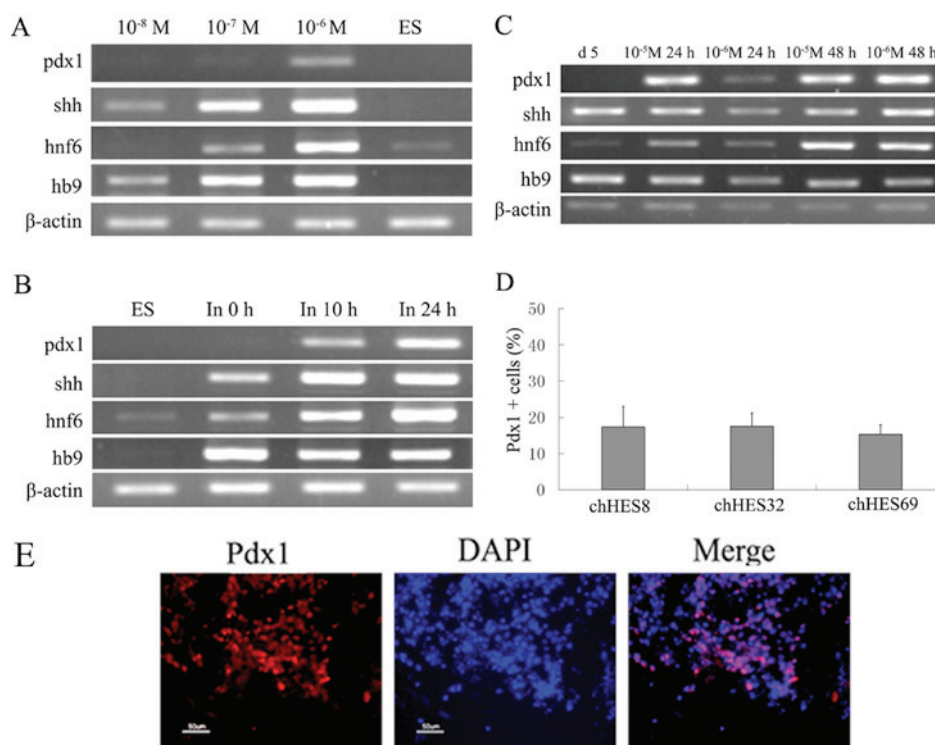 A
10⁻⁸ M 10⁻⁷ M 10⁻⁶ M ES
pdx1
shh
hnf6
hb9
β-actin
B
ES In 0 h In 10 h In 24 h
pdx1
shh
hnf6
hb9
β-actin
C
d 5 10⁻⁵M 24 h 10⁻⁶M 24 h 10⁻⁵M 48 h 10⁻⁶M 48 h
pdx1
shh
hnf6
hb9
β-actin
D
Pdx1 + cells (%)
50
40
30
20
10
0
chHES8 chHES32 chHES69
E
Pdx1 DAPI Merge
50μm 50μm